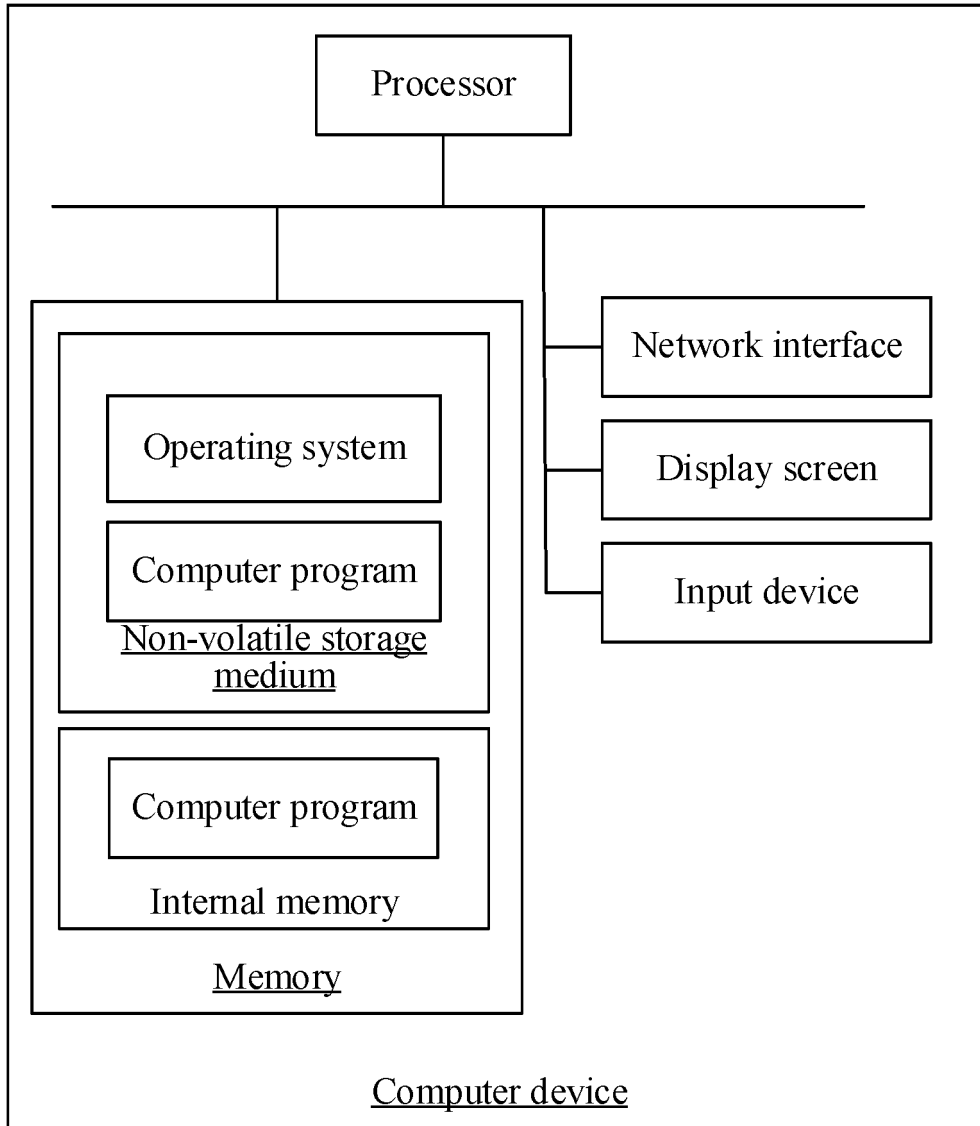 Processor
Network interface
Display screen
Input device
Operating system
Computer program
Non-volatile storage
medium
Computer program
Internal memory
Memory
Computer device